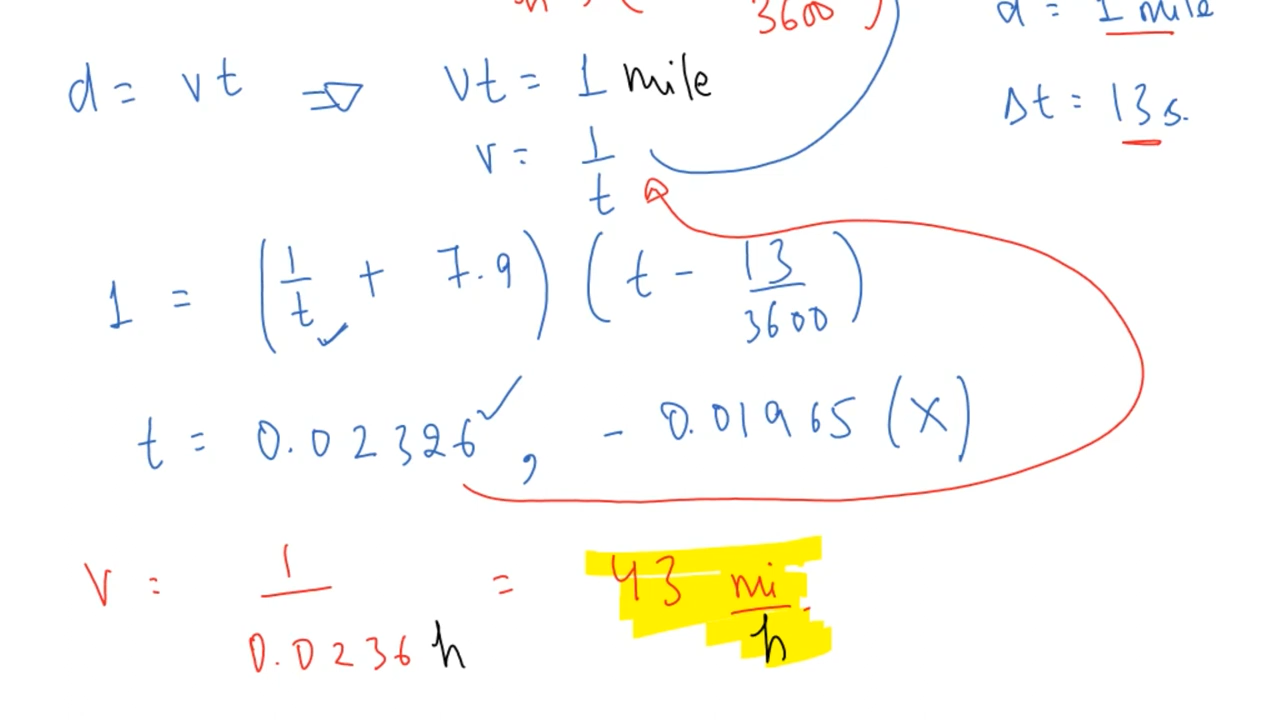 3600 )
d = 1 mile
d = vt ⇒ vt = 1 mile
Δt = 13 s.
v = 1/t
1 = (1/t + 7.9) (t - 13/3600)
t = 0.02326 ✓, - 0.01965 (X)
v = 1/0.0236 h = 43 mi/h.